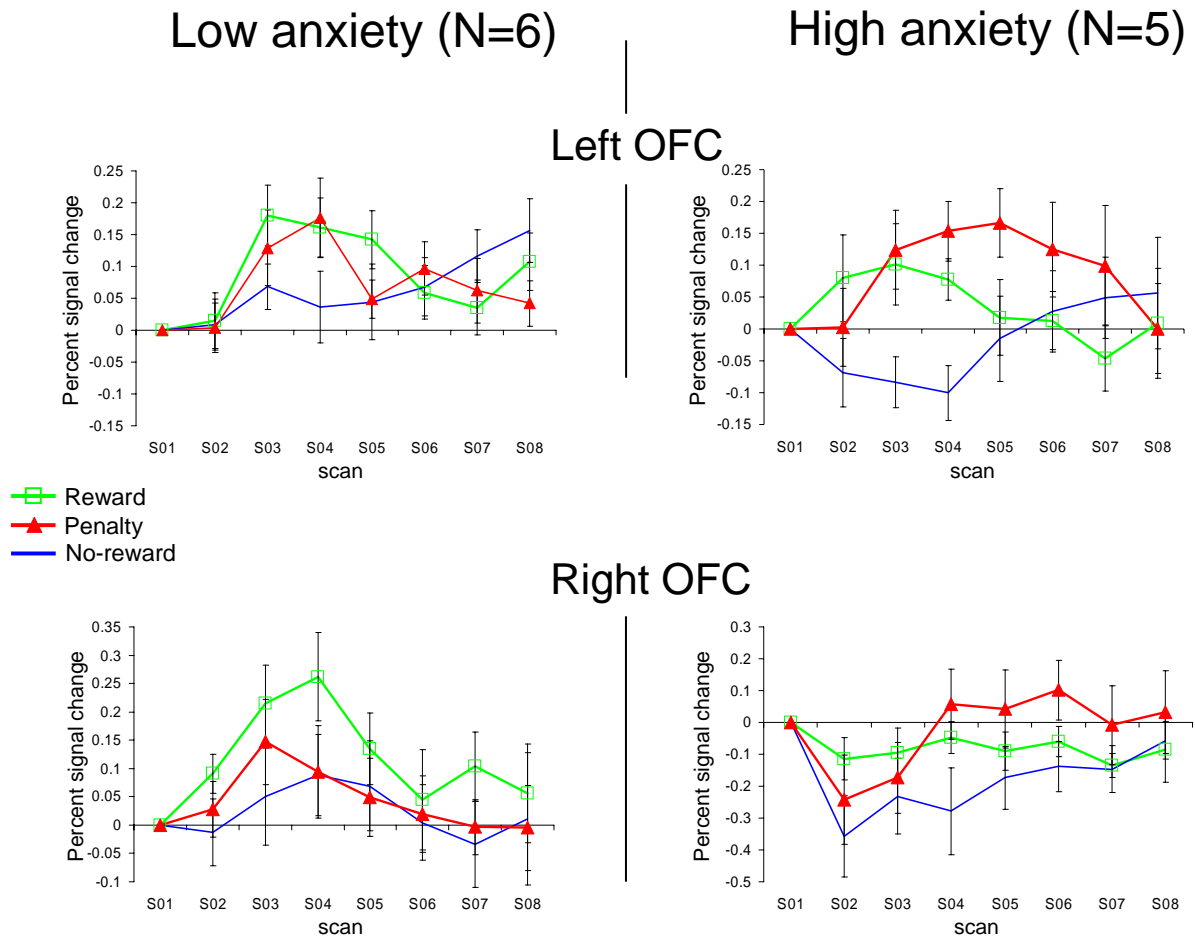 Low anxiety (N=6)
High anxiety (N=5)
Left OFC
Percent signal change
0.25
0.2
0.15
0.1
0.05
0
-0.05
-0.1
-0.15
S01 S02 S03 S04 S05 S06 S07 S08
scan
Percent signal change
0.25
0.2
0.15
0.1
0.05
0
-0.05
-0.1
-0.15
S01 S02 S03 S04 S05 S06 S07 S08
scan
Reward
Penalty
No-reward
Right OFC
Percent signal change
0.35
0.3
0.25
0.2
0.15
0.1
0.05
0
-0.05
-0.1
S01 S02 S03 S04 S05 S06 S07 S08
scan
Percent signal change
0.3
0.2
0.1
0
-0.1
-0.2
-0.3
-0.4
-0.5
S01 S02 S03 S04 S05 S06 S07 S08
scan